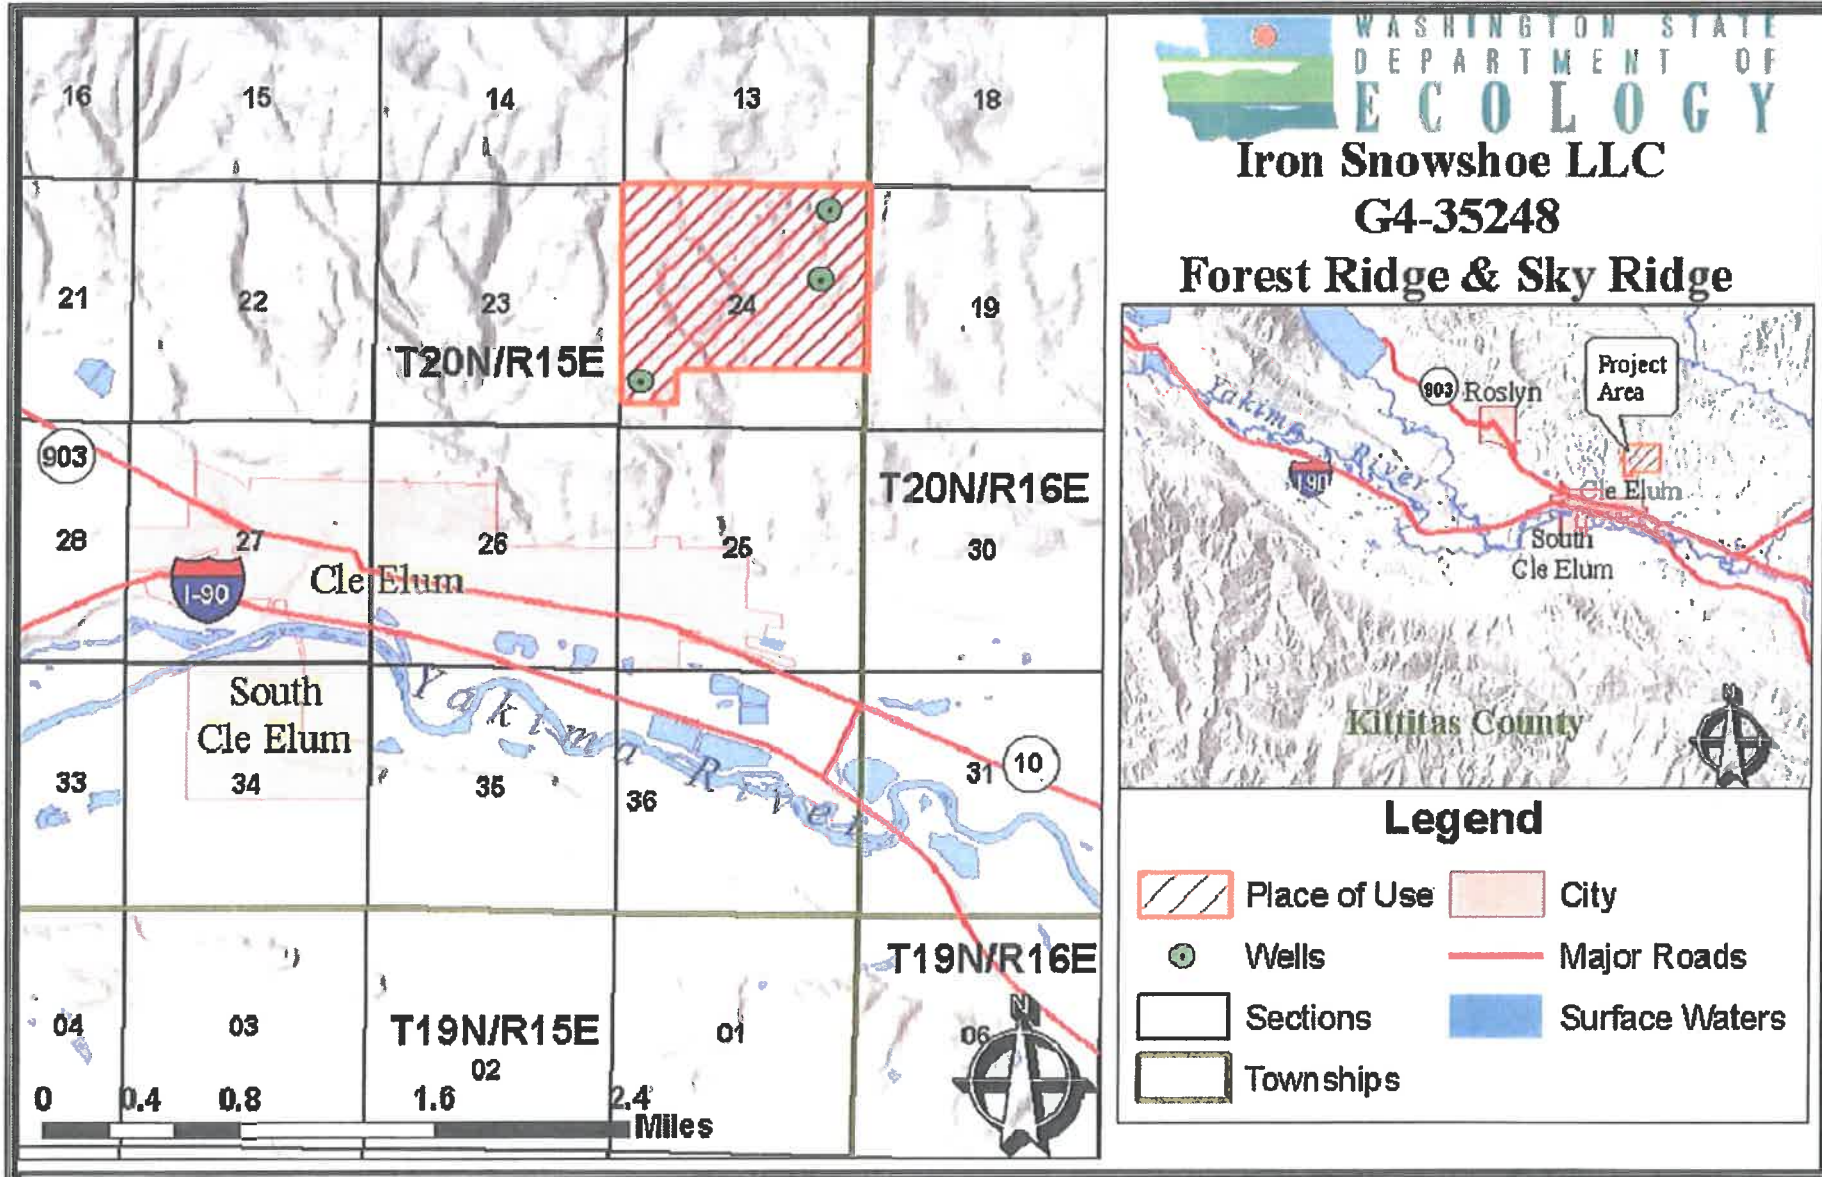 16 15 14 13 18
21 22 23 24 19
T20N/R15E
903
T20N/R16E
28 27 26 25 30
I-90
Cle Elum
South
Cle Elum
Yakima River
33 34 35 36 31 10
T19N/R16E
04 03 T19N/R15E 01 06
02
N
0 0.4 0.8 1.6 2.4
Miles
WASHINGTON STATE
DEPARTMENT OF
ECOLOGY
Iron Snowshoe LLC
G4-35248
Forest Ridge & Sky Ridge
Project
Area
903 Roslyn
Yakima River
I-90
Cle Elum
South
Cle Elum
N
Kittitas County
Legend
Place of Use
City
Wells
Major Roads
Sections
Surface Waters
Townships